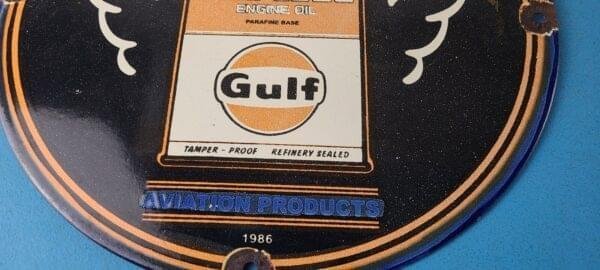 ENGINE OIL
PARAFINE BASE
Gulf
TAMPER - PROOF REFINERY SEALED
AVIATION PRODUCTS
1986